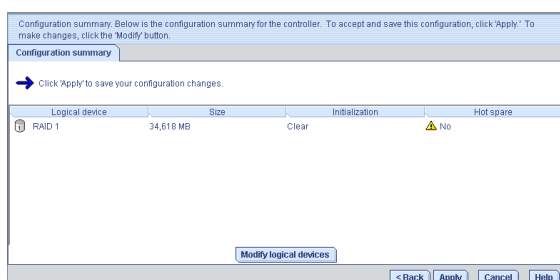 Configuration summary. Below is the configuration summary for the controller. To accept and save this configuration, click 'Apply.' To
make changes, click the 'Modify' button.
Configuration summary
Click 'Apply' to save your configuration changes.
Logical device Size Initialization Hot spare
RAID 1 34,618 MB Clear No
Modify logical devices
< Back Apply Cancel Help